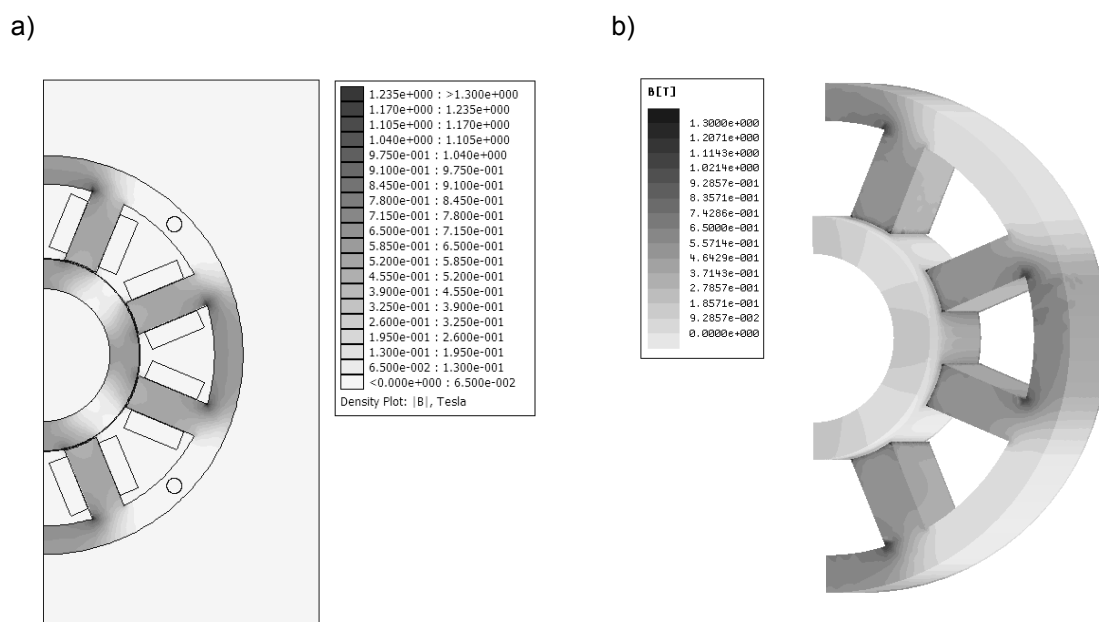 a)
b)
1.235e+000 : >1.300e+000
1.170e+000 : 1.235e+000
1.105e+000 : 1.170e+000
1.040e+000 : 1.105e+000
9.750e-001 : 1.040e+000
9.100e-001 : 9.750e-001
8.450e-001 : 9.100e-001
7.800e-001 : 8.450e-001
7.150e-001 : 7.800e-001
6.500e-001 : 7.150e-001
5.850e-001 : 6.500e-001
5.200e-001 : 5.850e-001
4.550e-001 : 5.200e-001
3.900e-001 : 4.550e-001
3.250e-001 : 3.900e-001
2.600e-001 : 3.250e-001
1.950e-001 : 2.600e-001
1.300e-001 : 1.950e-001
6.500e-002 : 1.300e-001
<0.000e+000 : 6.500e-002
Density Plot: |B|, Tesla
B[T]
1.3000e+000
1.2071e+000
1.1143e+000
1.0214e+000
9.2857e-001
8.3571e-001
7.4286e-001
6.5000e-001
5.5714e-001
4.6429e-001
3.7143e-001
2.7857e-001
1.8571e-001
9.2857e-002
0.0000e+000